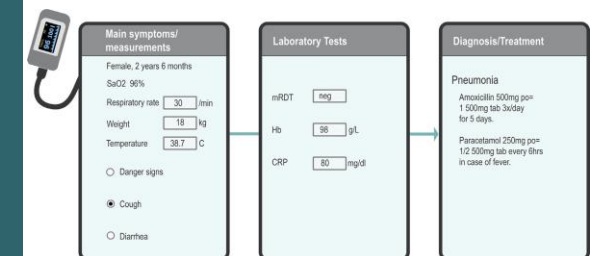 Main symptoms/
measurements
Female, 2 years 6 months
SaO2 96%
Respiratory rate 30 /min
Weight 18 kg
Temperature 38.7 C
Danger signs
Cough
Diarrhea
Laboratory Tests
mRDT neg
Hb 98 g/L
CRP 80 mg/dl
Diagnosis/Treatment
Pneumonia
Amoxicillin 500mg po=
1 500mg tab 3x/day
for 5 days.
Paracetamol 250mg po=
1/2 500mg tab every 6hrs
in case of fever.